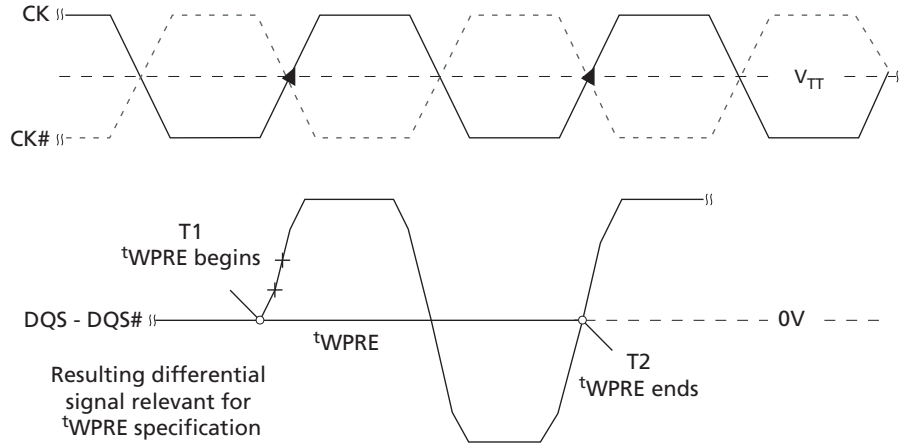 CK
V_TT
CK#
T1
tWPRE begins
DQS - DQS#
0V
tWPRE
T2
tWPRE ends
Resulting differential
signal relevant for
tWPRE specification